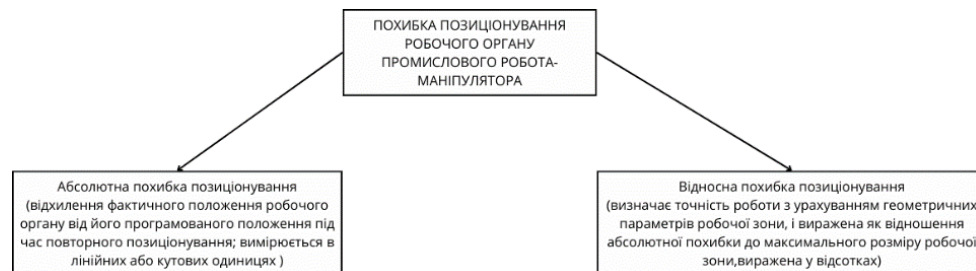 ПОХИБКА ПОЗИЦІОНУВАННЯ
РОБОЧОГО ОРГАНУ
ПРОМИСЛОВОГО РОБОТА-
МАНІПУЛЯТОРА
Абсолютна похибка позиціонування
(відхилення фактичного положення робочого
органу від його програмованого положення під
час повторного позиціонування; вимірюється в
лінійних або кутових одиницях )
Відносна похибка позиціонування
(визначає точність роботи з урахуванням геометричних
параметрів робочої зони, і виражена як відношення
абсолютної похибки до максимального розміру робочої
зони,виражена у відсотках)